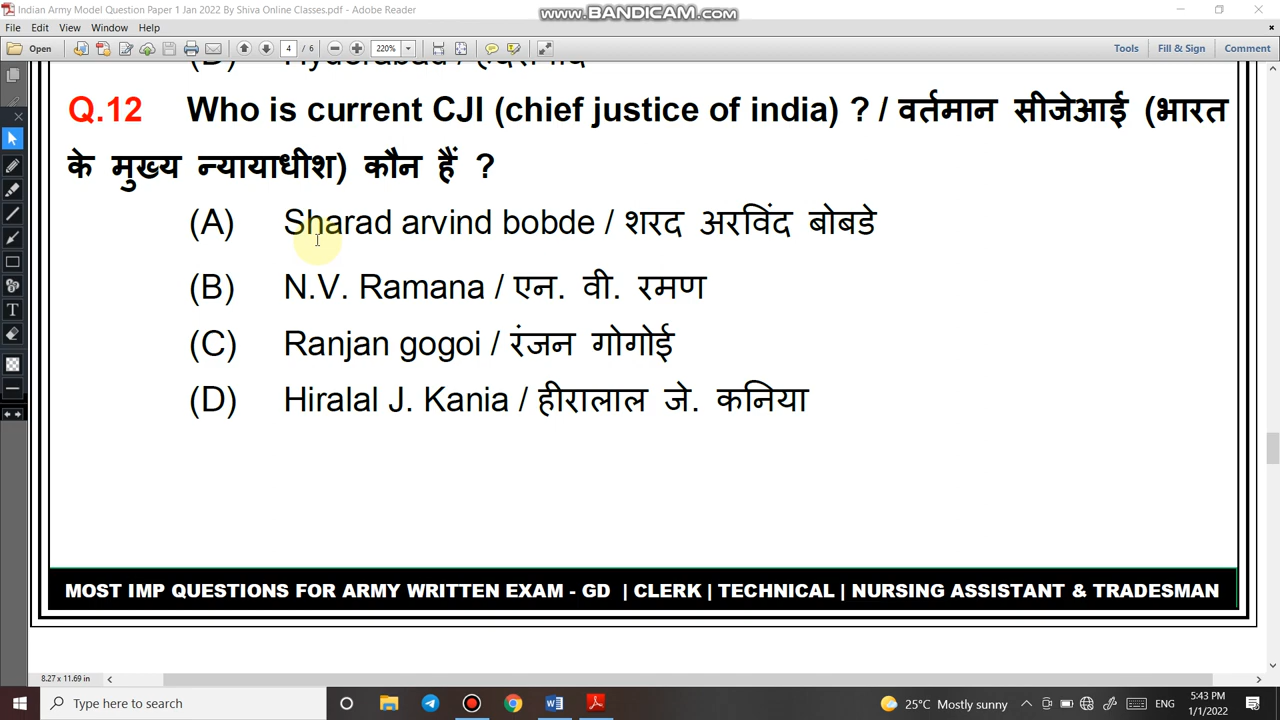 Indian Army Model Question Paper 1 Jan 2022 By Shiva Online Classes.pdf - Adobe Reader
www.BANDICAM.com
File Edit View Window Help
Open 4 / 6 220% Tools Fill & Sign Comment
(D) Hyderabad / हैदराबाद
Q.12 Who is current CJI (chief justice of india) ? / वर्तमान सीजेआई (भारत
के मुख्य न्यायाधीश) कौन हैं ?
(A) Sharad arvind bobde / शरद अरविंद बोबडे
(B) N.V. Ramana / एन. वी. रमण
(C) Ranjan gogoi / रंजन गोगोई
(D) Hiralal J. Kania / हीरालाल जे. कनिया
MOST IMP QUESTIONS FOR ARMY WRITTEN EXAM - GD | CLERK | TECHNICAL | NURSING ASSISTANT & TRADESMAN
8.27 x 11.69 in
Type here to search
25°C Mostly sunny
ENG
5:43 PM
1/1/2022